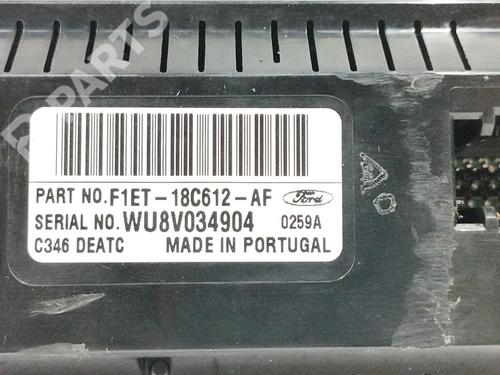 B-PARTS
PART NO.F1ET-18C612-AF Ford
SERIAL NO.WU8V034904 0259A
C346 DEATC MADE IN PORTUGAL